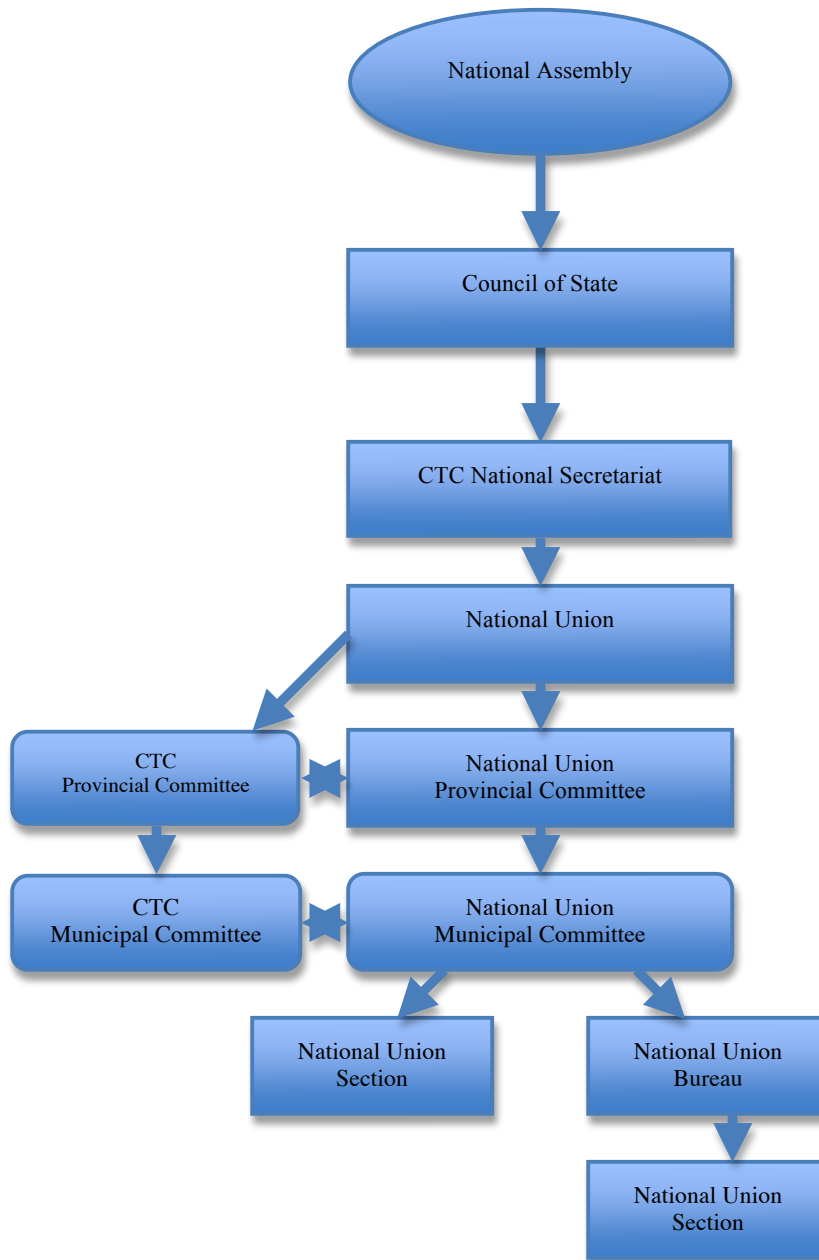 National Assembly
Council of State
CTC National Secretariat
National Union
CTC
Provincial Committee
National Union
Provincial Committee
CTC
Municipal Committee
National Union
Municipal Committee
National Union
Section
National Union
Bureau
National Union
Section